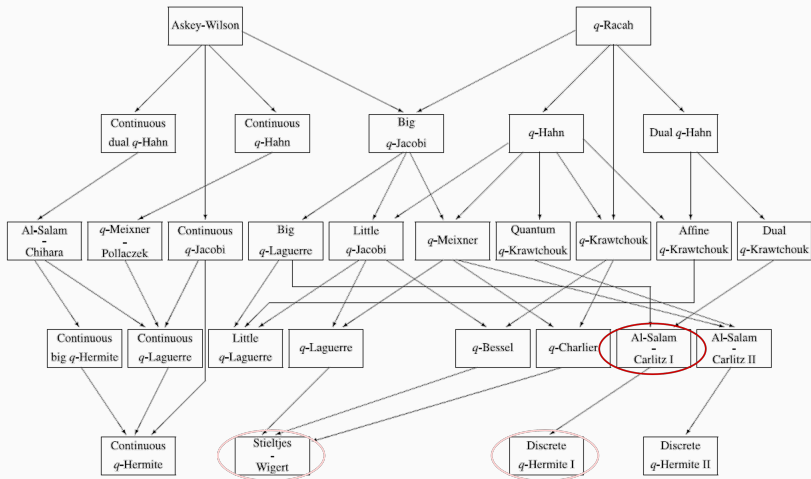 Askey-Wilson
q-Racah
Continuous
dual q-Hahn
Continuous
q-Hahn
Big
q-Jacobi
q-Hahn
Dual q-Hahn
Al-Salam
-
Chihara
q-Meixner
-
Pollaczek
Continuous
q-Jacobi
Big
q-Laguerre
Little
q-Jacobi
q-Meixner
Quantum
q-Krawtchouk
q-Krawtchouk
Affine
q-Krawtchouk
Dual
q-Krawtchouk
Continuous
big q-Hermite
Continuous
q-Laguerre
Little
q-Laguerre
q-Laguerre
q-Bessel
q-Charlier
Al-Salam
-
Carlitz I
Al-Salam
-
Carlitz II
Continuous
q-Hermite
Stieltjes
-
Wigert
Discrete
q-Hermite I
Discrete
q-Hermite II